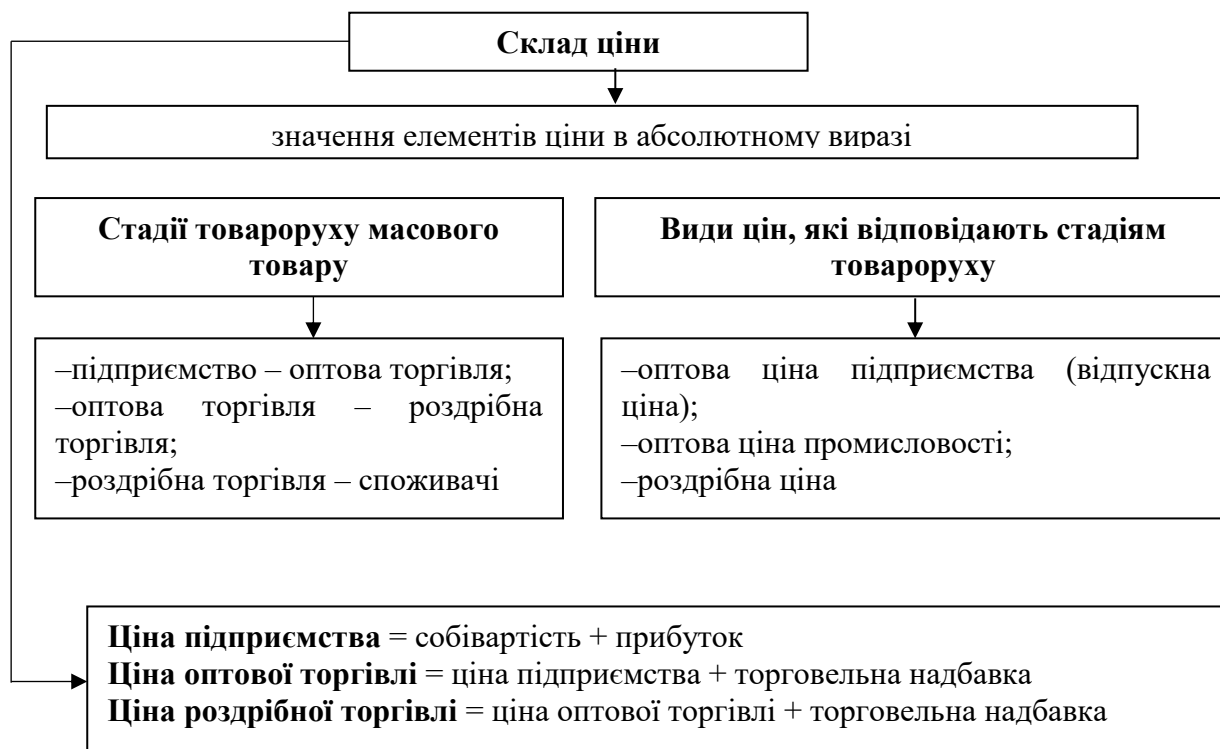 Склад ціни
значення елементів ціни в абсолютному виразі
Стадії товароруху масового
товару
Види цін, які відповідають стадіям
товароруху
–підприємство – оптова торгівля;
–оптова торгівля – роздрібна
торгівля;
–роздрібна торгівля – споживачі
–оптова ціна підприємства (відпускна
ціна);
–оптова ціна промисловості;
–роздрібна ціна
Ціна підприємства = собівартість + прибуток
Ціна оптової торгівлі = ціна підприємства + торговельна надбавка
Ціна роздрібної торгівлі = ціна оптової торгівлі + торговельна надбавка